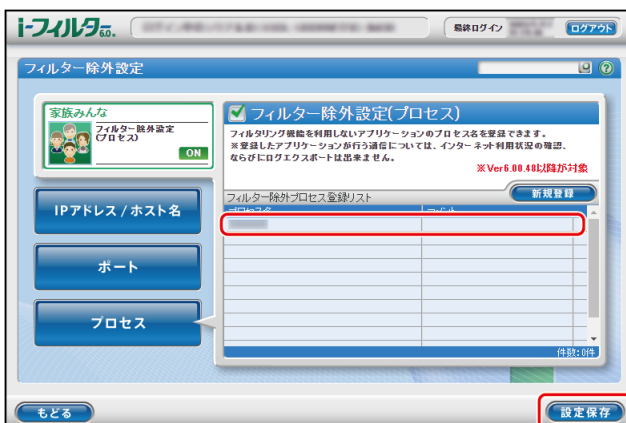 i-フィルター6.0.
最終ログイン
ログアウト
フィルター除外設定
?
家族みんな
フィルター除外設定
(プロセス)
ON
フィルター除外設定(プロセス)
フィルタリング機能を利用しないアプリケーションのプロセス名を登録できます。
※登録したアプリケーションが行う通信については、インターネット利用状況の確認、
ならびにログエクスポートは出来ません。
※Ver6.00.48以降が対象
IPアドレス / ホスト名
フィルター除外プロセス登録リスト
新規登録
プロセス名
コメント
ポート
プロセス
件数:0件
もどる
設定保存